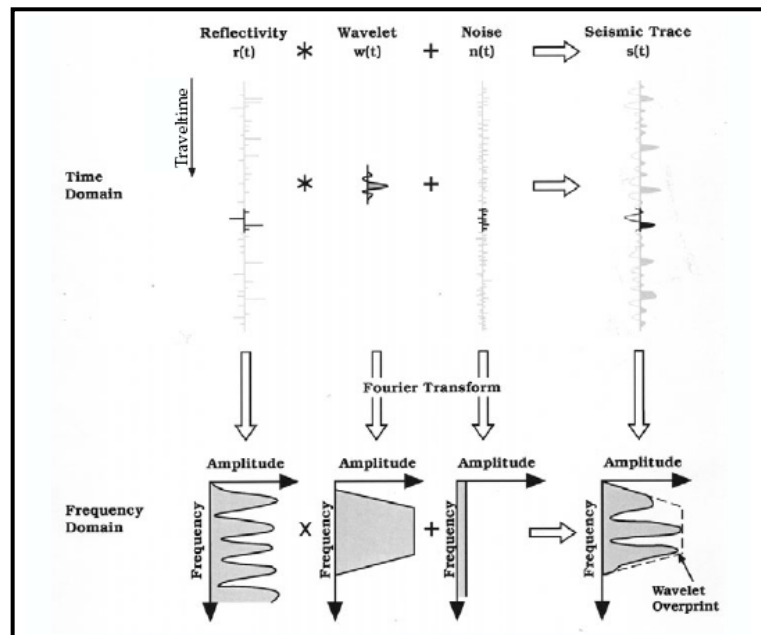 Reflectivity Wavelet Noise Seismic Trace
r(t) * w(t) + n(t) s(t)
Traveltime
Time
Domain
* +
Fourier Transform
Amplitude Amplitude Amplitude Amplitude
Frequency
Domain
Frequency x Frequency + Frequency Frequency
Wavelet
Overprint